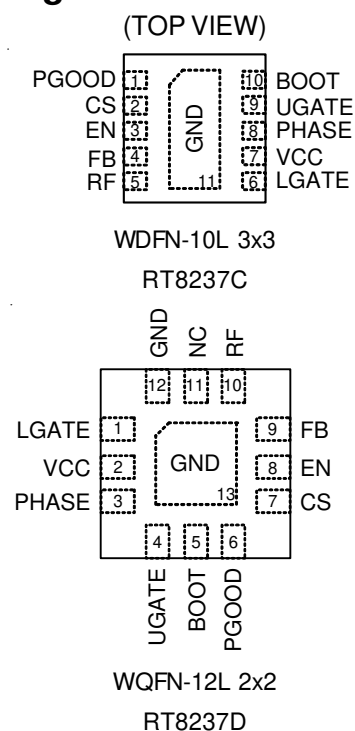 (TOP VIEW)
PGOOD 1 10 BOOT
CS 2 9 UGATE
EN 3 8 PHASE
FB 4 7 VCC
RF 5 6 LGATE
GND
11
WDFN-10L 3x3
RT8237C
GND NC RF
12 11 10
LGATE 1 9 FB
VCC 2 GND 8 EN
PHASE 3 13 7 CS
4 5 6
UGATE BOOT PGOOD
WQFN-12L 2x2
RT8237D